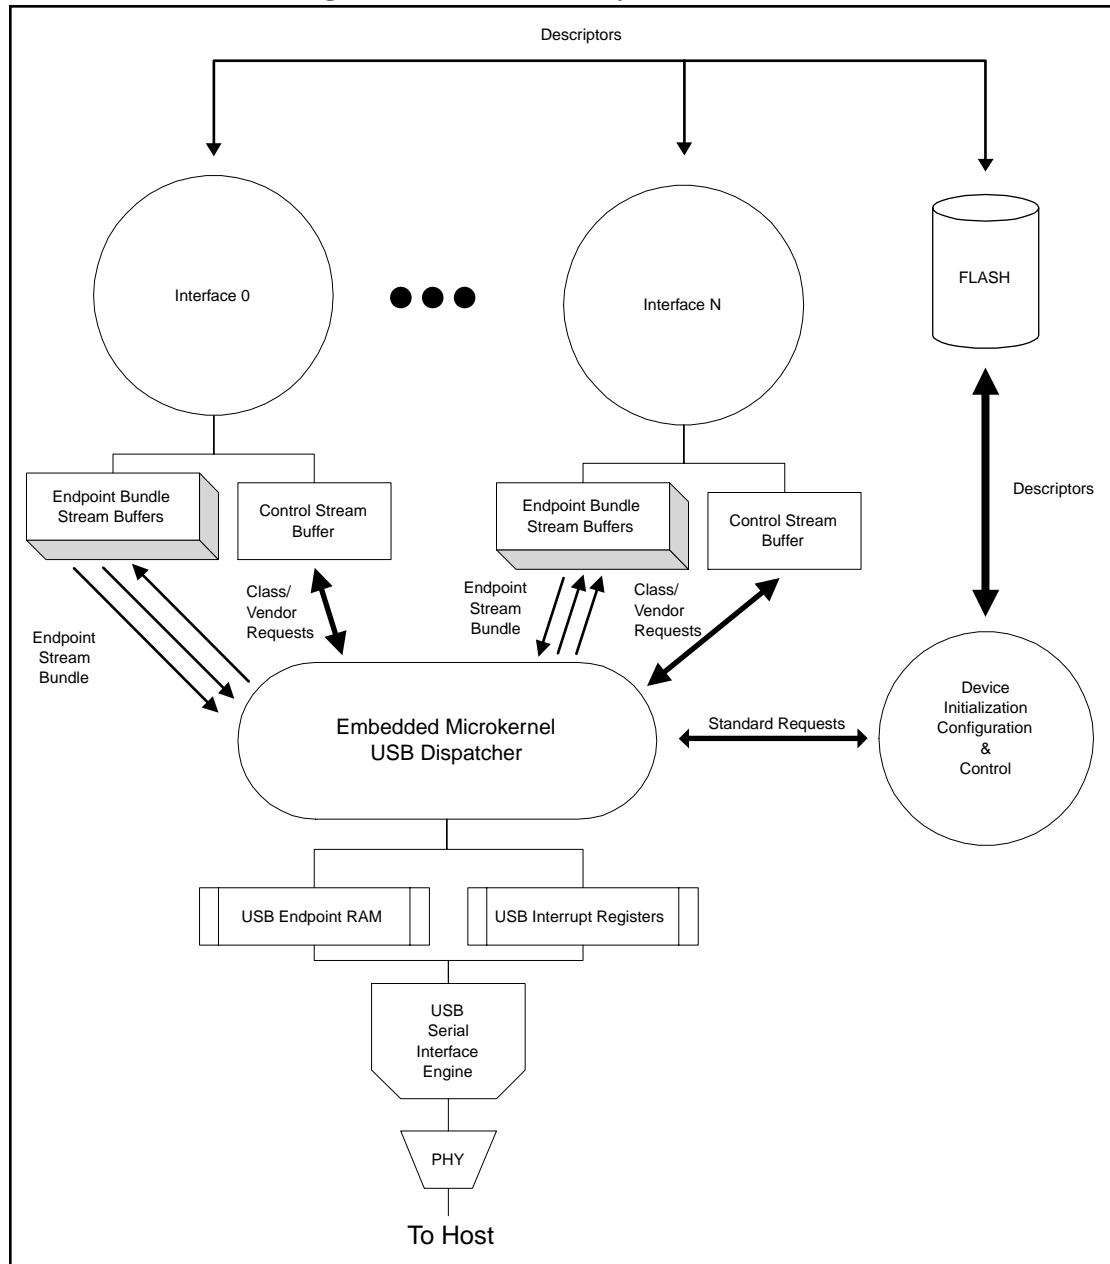 Descriptors
Interface 0
Interface N
FLASH
Endpoint Bundle
Stream Buffers
Control Stream
Buffer
Endpoint Bundle
Stream Buffers
Control Stream
Buffer
Descriptors
Class/
Vendor
Requests
Endpoint
Stream
Bundle
Class/
Vendor
Requests
Endpoint
Stream
Bundle
Embedded Microkernel
USB Dispatcher
Standard Requests
Device
Initialization
Configuration
&
Control
USB Endpoint RAM
USB Interrupt Registers
USB
Serial
Interface
Engine
PHY
To Host